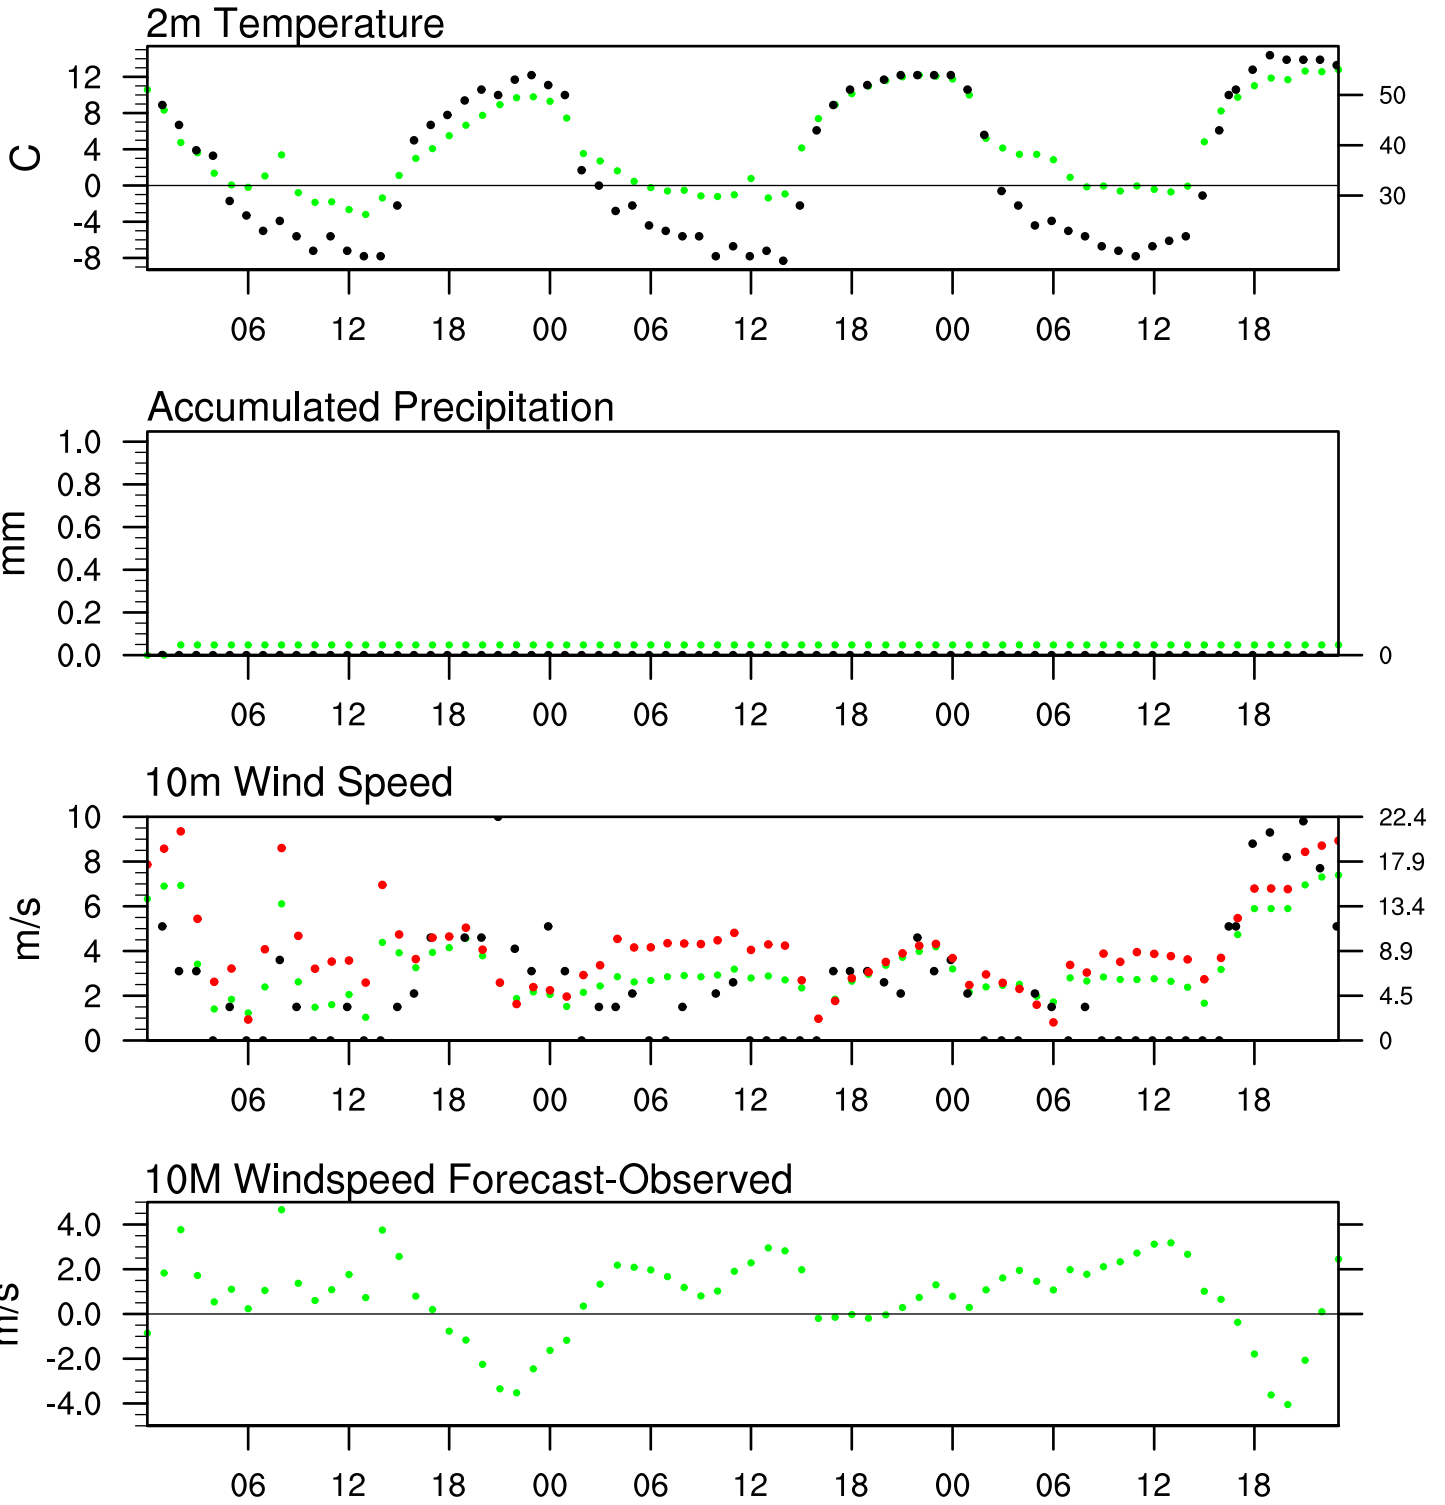 2m Temperature
12
8
4
0
-4
-8
C
50
40
30
06 12 18 00 06 12 18 00 06 12 18
Accumulated Precipitation
1.0
0.8
0.6
0.4
0.2
0.0
mm
0
06 12 18 00 06 12 18 00 06 12 18
10m Wind Speed
10
8
6
4
2
0
m/s
22.4
17.9
13.4
8.9
4.5
0
06 12 18 00 06 12 18 00 06 12 18
10M Windspeed Forecast-Observed
4.0
2.0
0.0
-2.0
-4.0
m/s
06 12 18 00 06 12 18 00 06 12 18